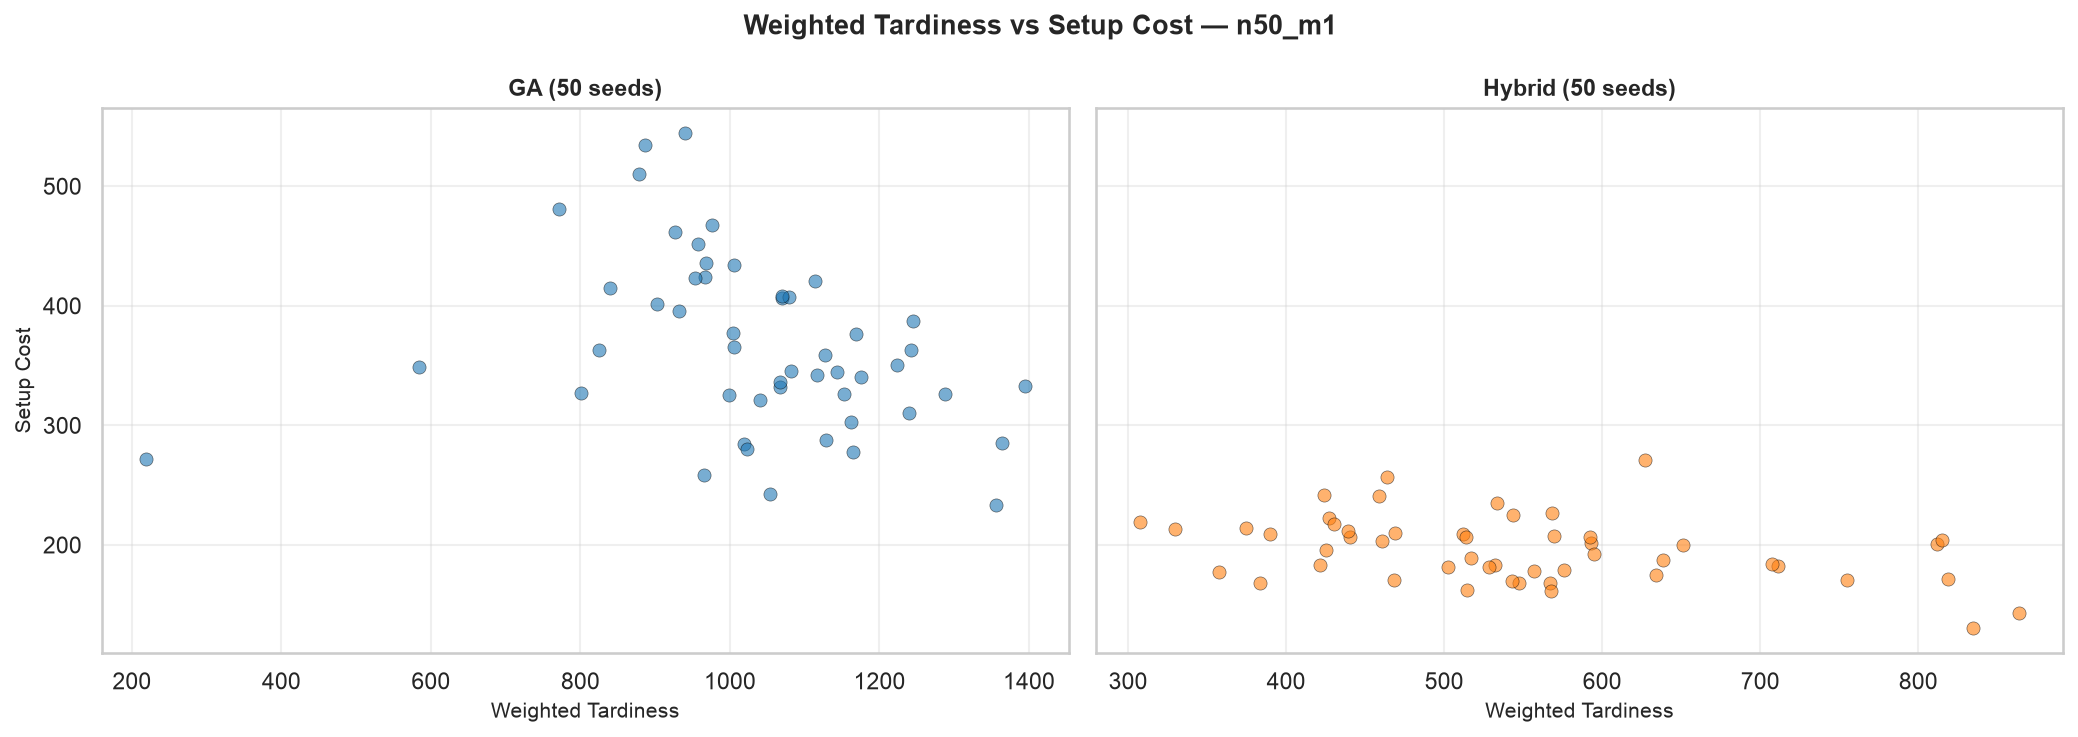 Weighted Tardiness vs Setup Cost — n50_m1
GA (50 seeds)
Hybrid (50 seeds)
Setup Cost
500
400
300
200
200 400 600 800 1000 1200 1400
300 400 500 600 700 800
Weighted Tardiness
Weighted Tardiness